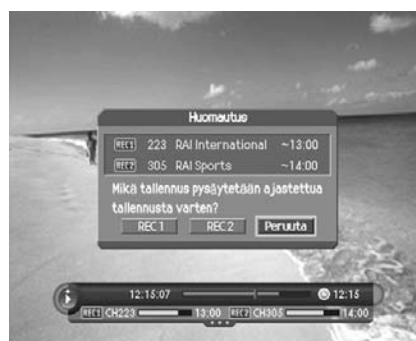 Huomautus
REC1 223 RAI International ~13:00
REC2 305 RAI Sports ~14:00
Mikä tallennus pysäytetään ajastettua
tallennusta varten?
REC 1 REC 2 Peruuta
12:15:07 12:15
REC1 CH223 13:00 REC2 CH305 14:00